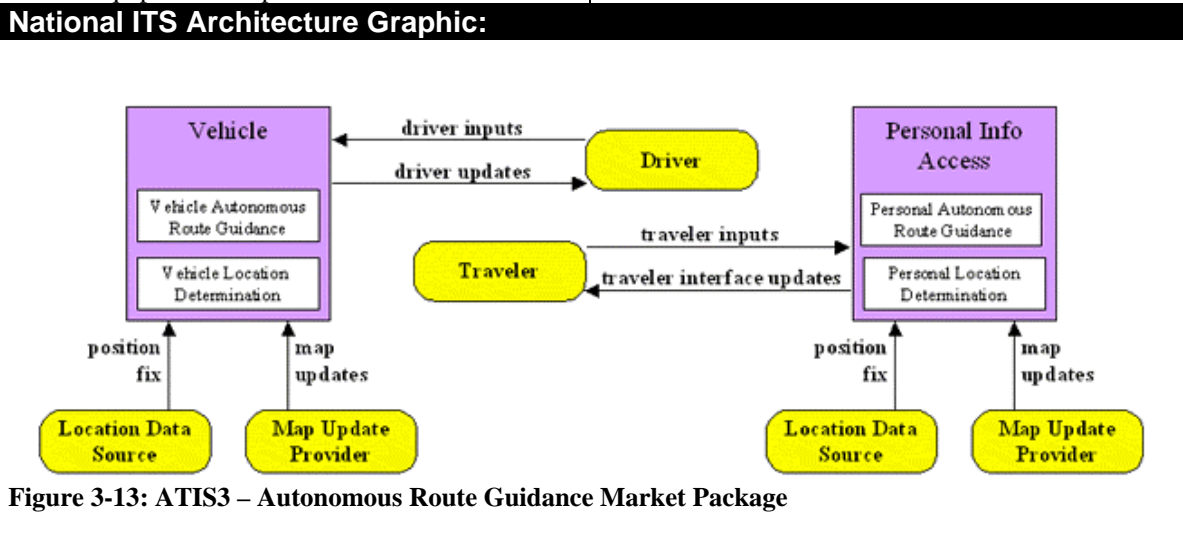 National ITS Architecture Graphic:
Vehicle
Vehicle Autonomous
Route Guidance
Vehicle Location
Determination
driver inputs
driver updates
Driver
Traveler
traveler inputs
traveler interface updates
Personal Info
Access
Personal Autonomous
Route Guidance
Personal Location
Determination
position
fix
map
updates
position
fix
map
updates
Location Data
Source
Map Update
Provider
Location Data
Source
Map Update
Provider
Figure 3-13: ATIS3 – Autonomous Route Guidance Market Package